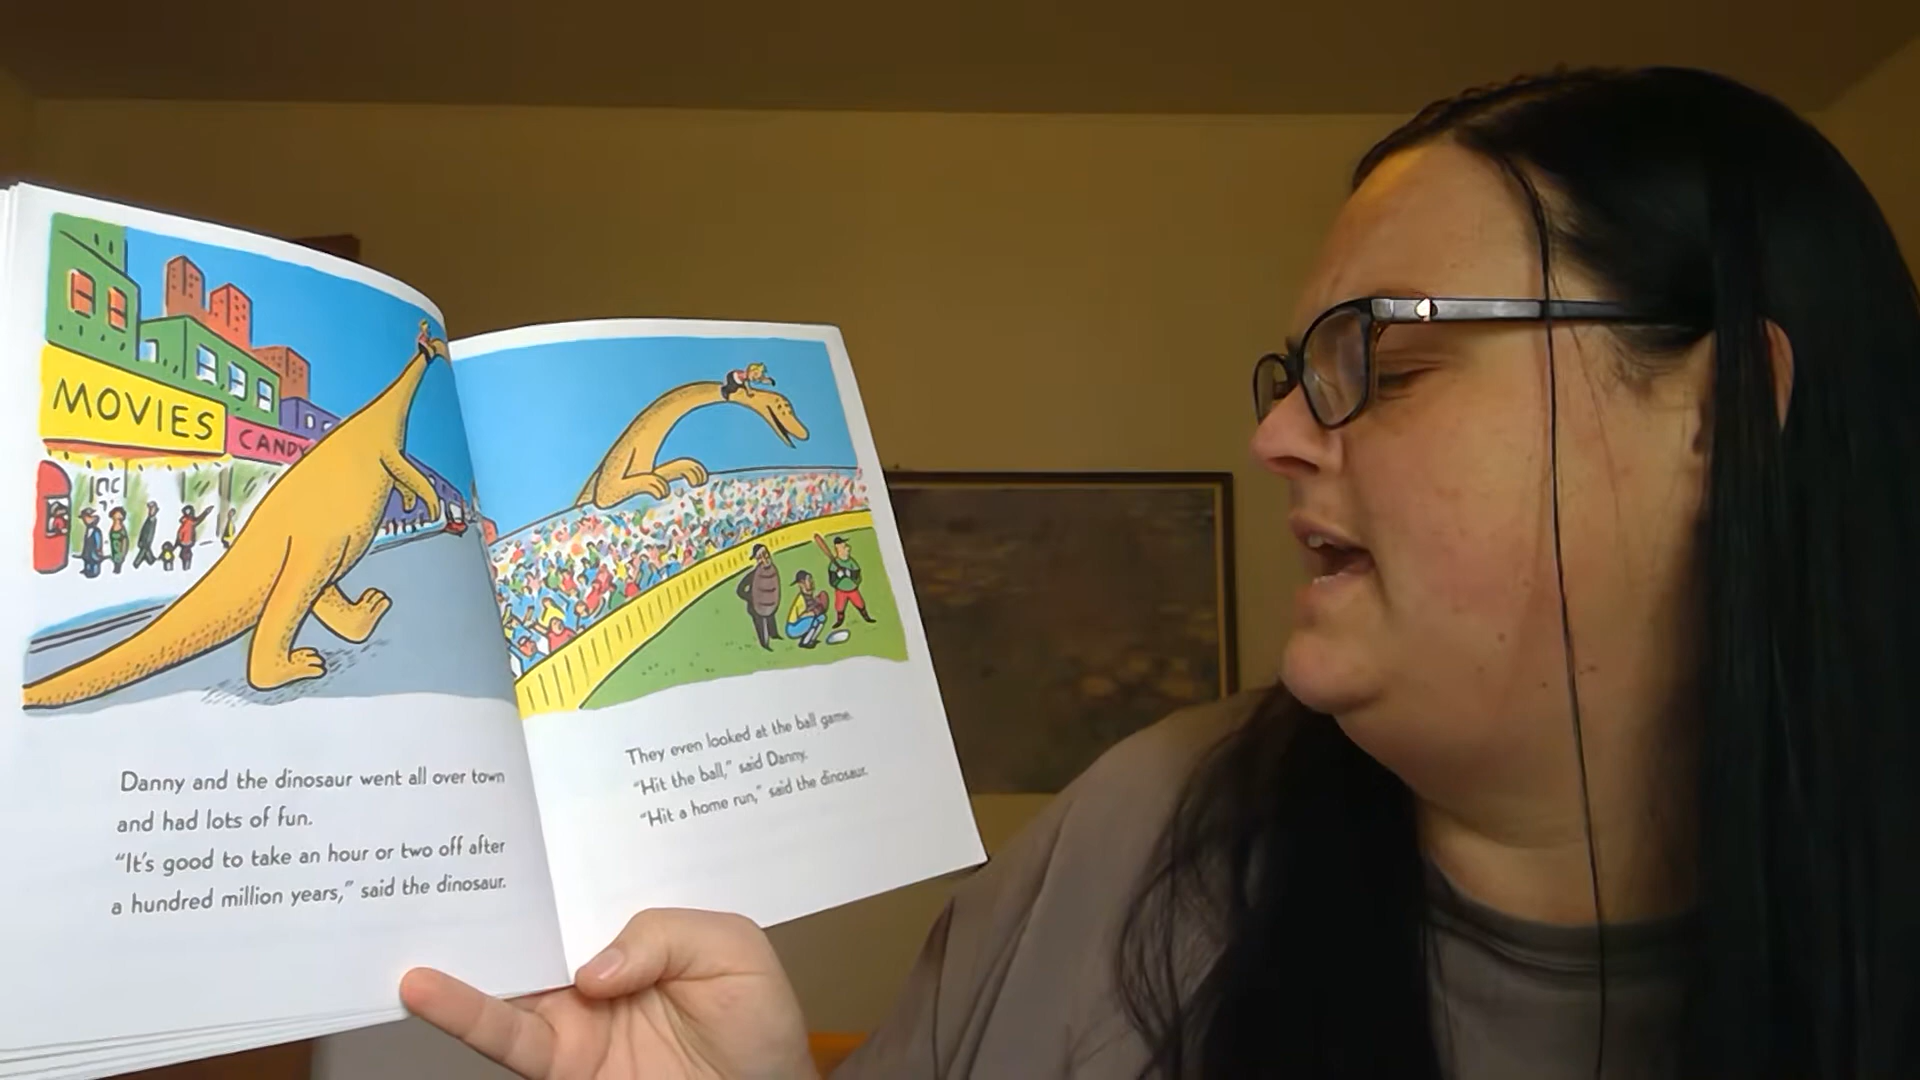 MOVIES
CANDY
Danny and the dinosaur went all over town
and had lots of fun.
“It’s good to take an hour or two off after
a hundred million years,” said the dinosaur.
They even looked at the ball game.
“Hit the ball,” said Danny.
“Hit a home run,” said the dinosaur.